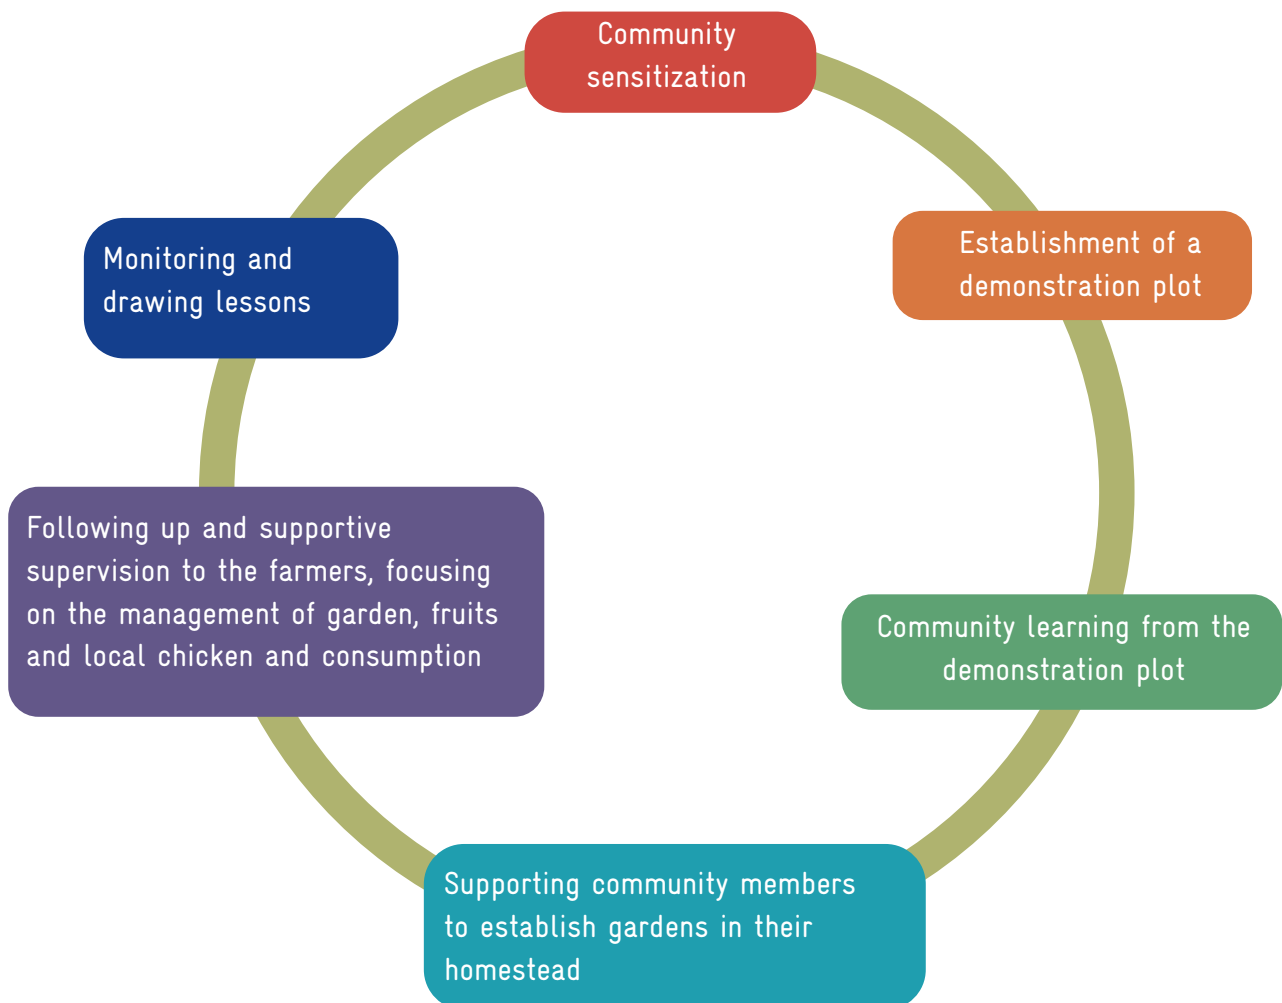 Community
sensitization
Establishment of a
demonstration plot
Community learning from the
demonstration plot
Supporting community members
to establish gardens in their
homestead
Following up and supportive
supervision to the farmers, focusing
on the management of garden, fruits
and local chicken and consumption
Monitoring and
drawing lessons